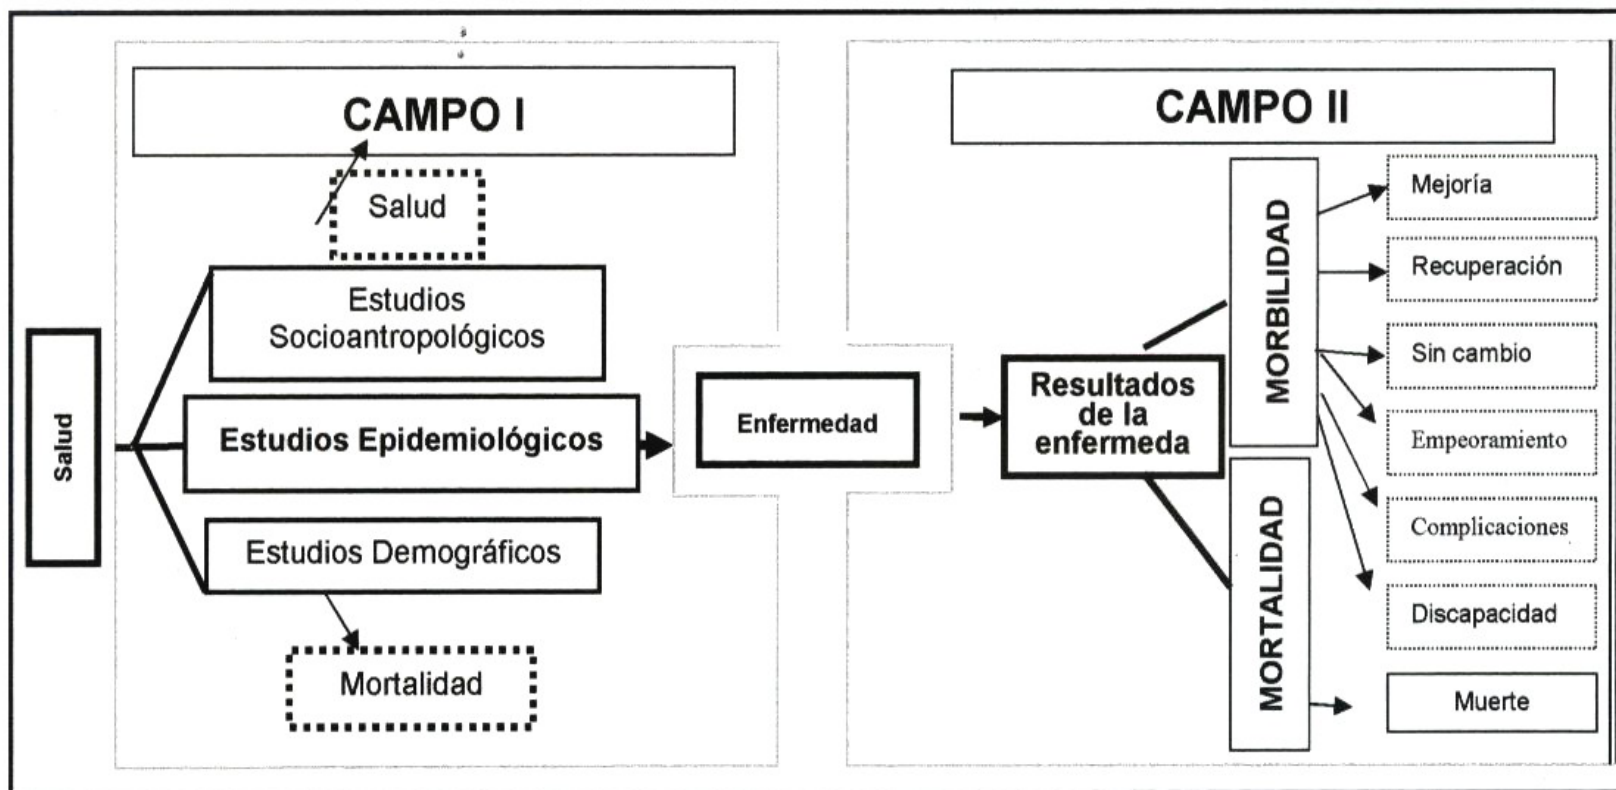 CAMPO I
Salud
Estudios
Socioantropológicos
Salud
Estudios Epidemiológicos
Enfermedad
Estudios Demográficos
Mortalidad
CAMPO II
Resultados
de la
enfermeda
MORBILIDAD
MORTALIDAD
Mejoría
Recuperación
Sin cambio
Empeoramiento
Complicaciones
Discapacidad
Muerte